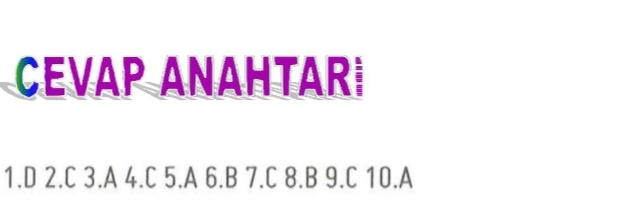 CEVAP ANAHTARI
1.D 2.C 3.A 4.C 5.A 6.B 7.C 8.B 9.C 10.A